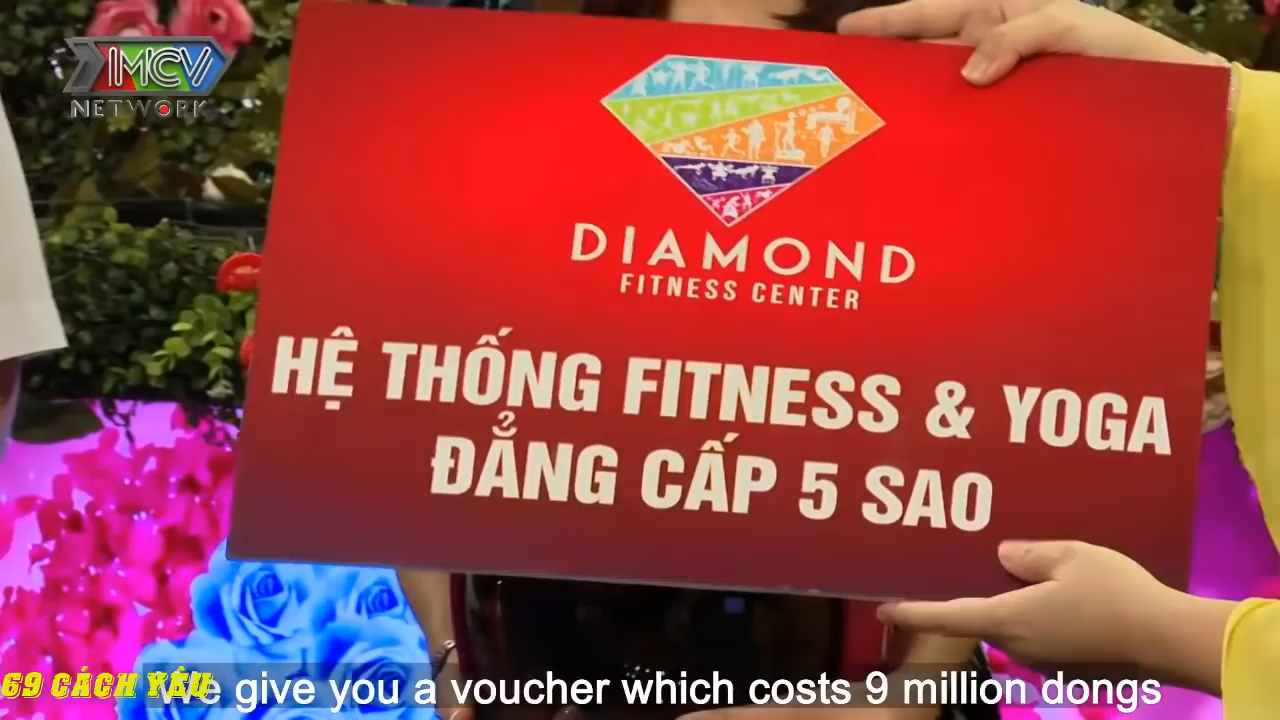 MCV
NETWORK
DIAMOND
FITNESS CENTER
HỆ THỐNG FITNESS & YOGA
ĐẲNG CẤP 5 SAO
69 CÁCH YÊU
We give you a voucher which costs 9 million dongs